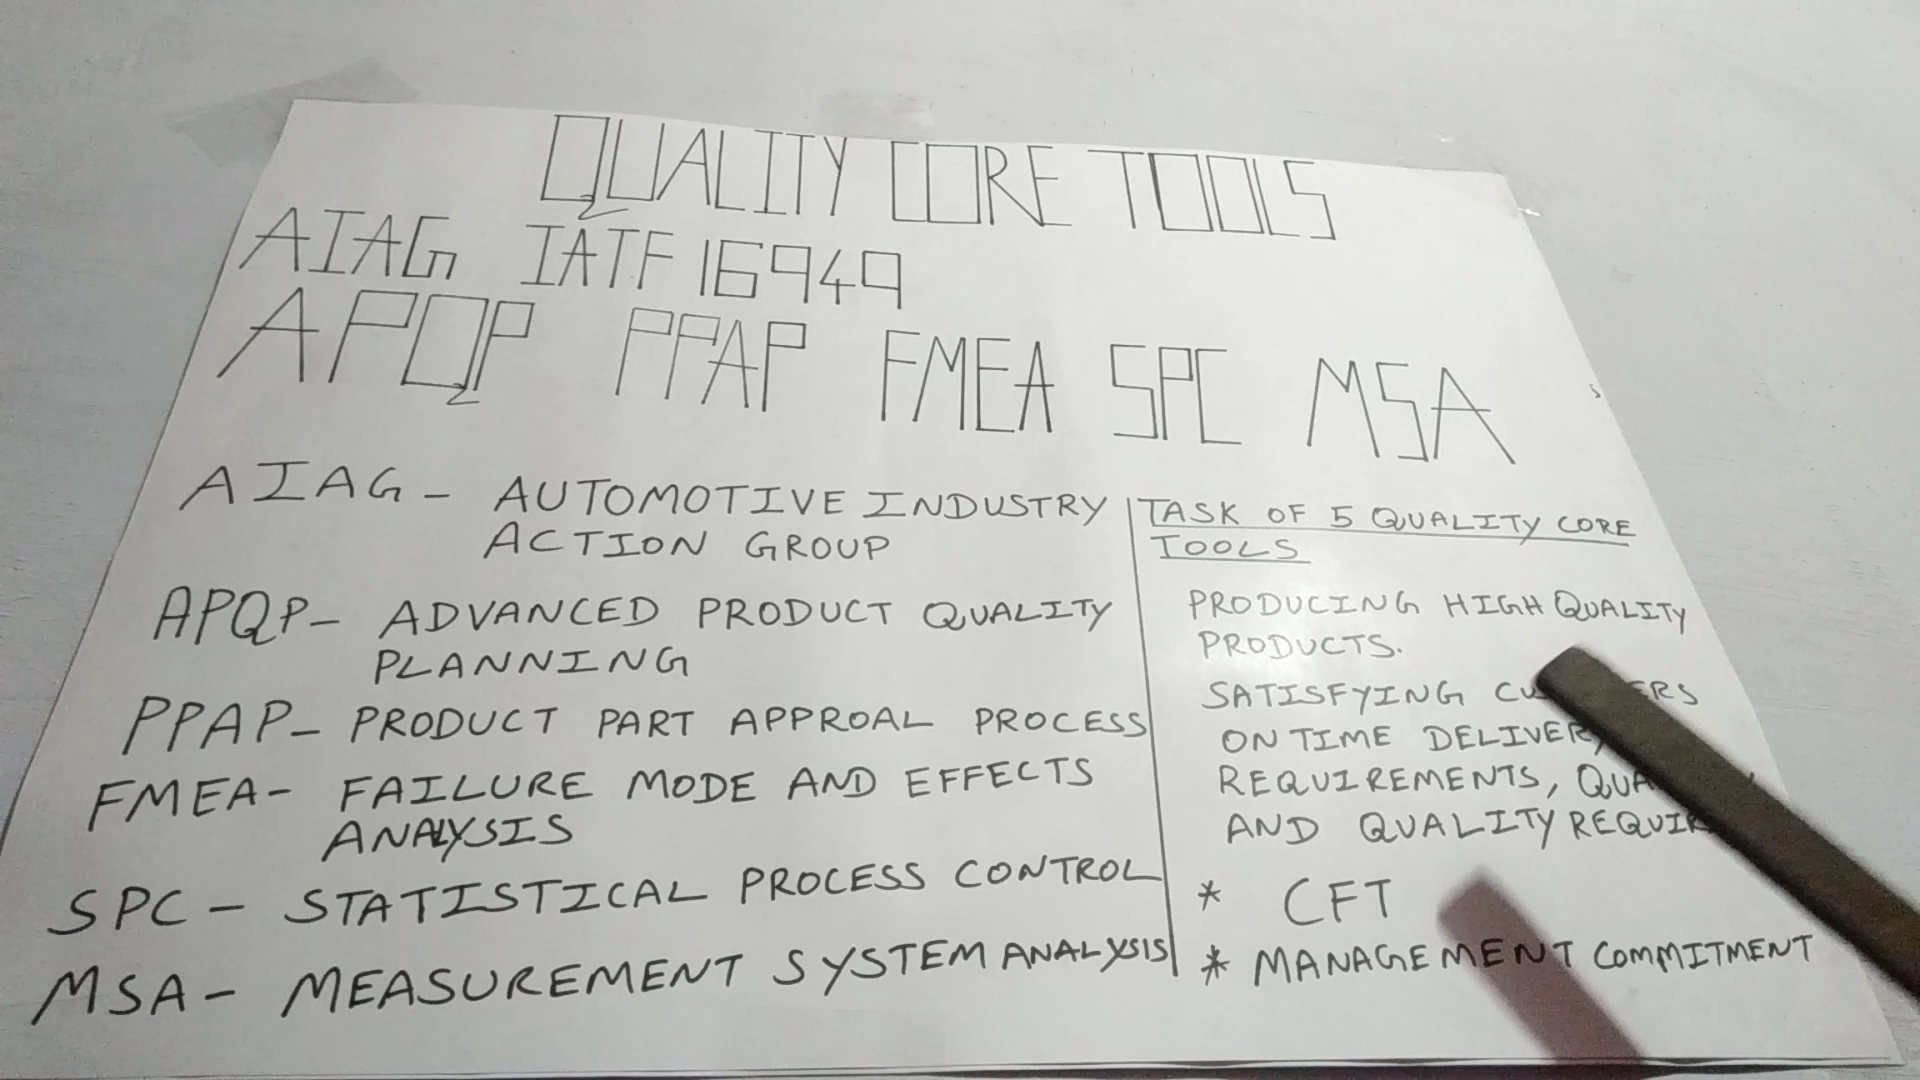 QUALITY CORE TOOLS
AIAG IATF 16949
APQP PPAP FMEA SPC MSA
AIAG - AUTOMOTIVE INDUSTRY
ACTION GROUP
APQP - ADVANCED PRODUCT QUALITY
PLANNING
PPAP - PRODUCT PART APPROAL PROCESS
FMEA - FAILURE MODE AND EFFECTS
ANALYSIS
SPC - STATISTICAL PROCESS CONTROL
MSA - MEASUREMENT SYSTEM ANALYSIS
TASK OF 5 QUALITY CORE
TOOLS
PRODUCING HIGH QUALITY
PRODUCTS.
SATISFYING
ON TIME DELIVERY
REQUIREMENTS,
AND QUALITY
* CFT
* MANAGEMENT COMMITMENT